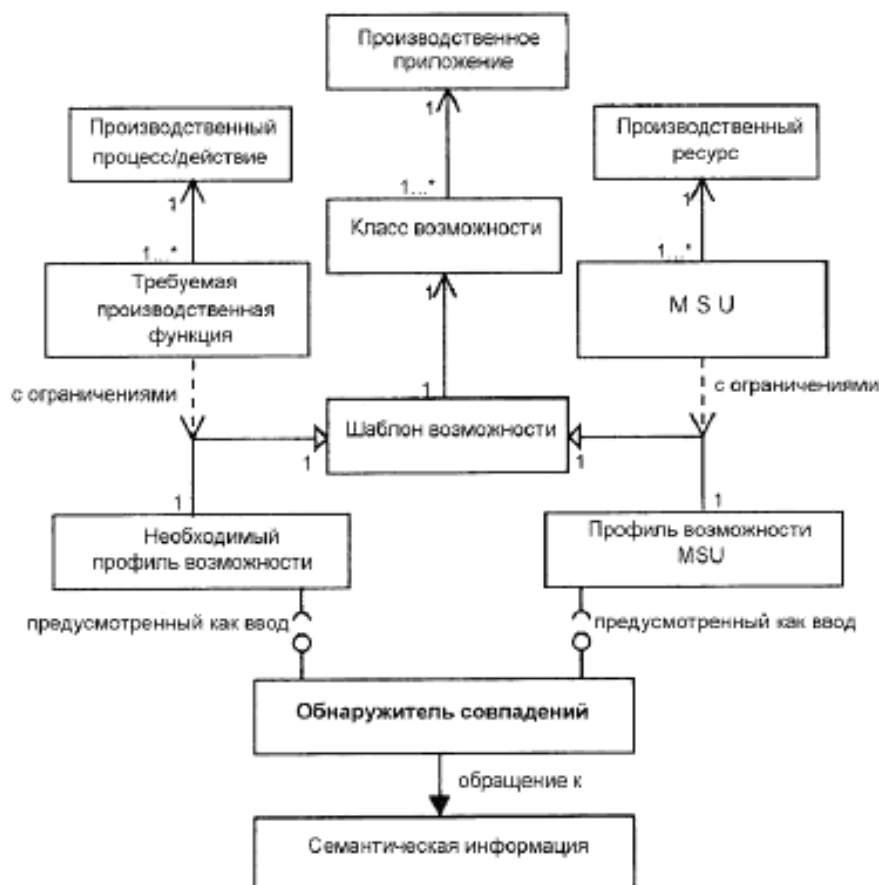 Производственное
приложение
1
Производственный
процесс/действие
1
Производственный
ресурс
1
1...*
Класс возможности
1
1...*
Требуемая
производственная
функция
1...*
M S U
с ограничениями
с ограничениями
1
Шаблон возможности
1
1
1
1
Необходимый
профиль возможности
Профиль возможности
MSU
предусмотренный как ввод
предусмотренный как ввод
Обнаружитель совпадений
обращение к
Семантическая информация